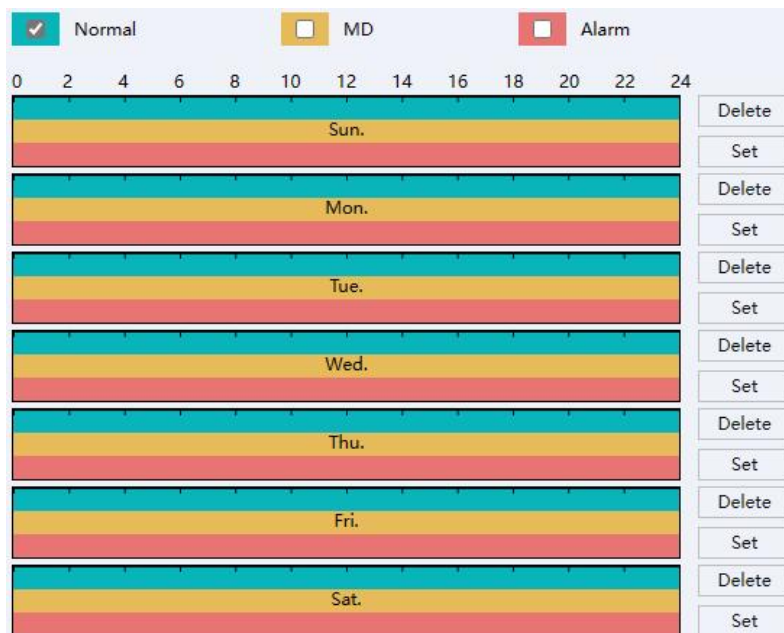 Normal MD Alarm
0 2 4 6 8 10 12 14 16 18 20 22 24
Delete
Sun.
Set
Delete
Mon.
Set
Delete
Tue.
Set
Delete
Wed.
Set
Delete
Thu.
Set
Delete
Fri.
Set
Delete
Sat.
Set